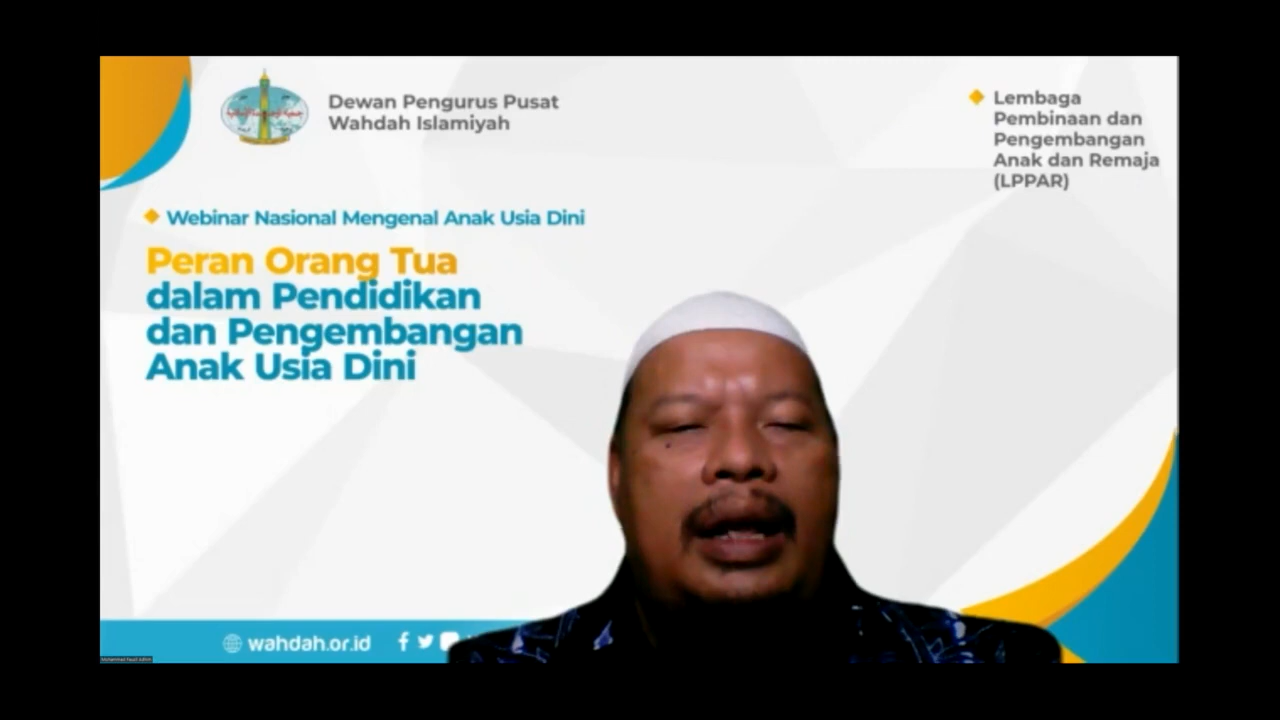 Dewan Pengurus Pusat
Wahdah Islamiyah
Lembaga
Pembinaan dan
Pengembangan
Anak dan Remaja
(LPPAR)
Webinar Nasional Mengenal Anak Usia Dini
Peran Orang Tua
dalam Pendidikan
dan Pengembangan
Anak Usia Dini
wahdah.or.id